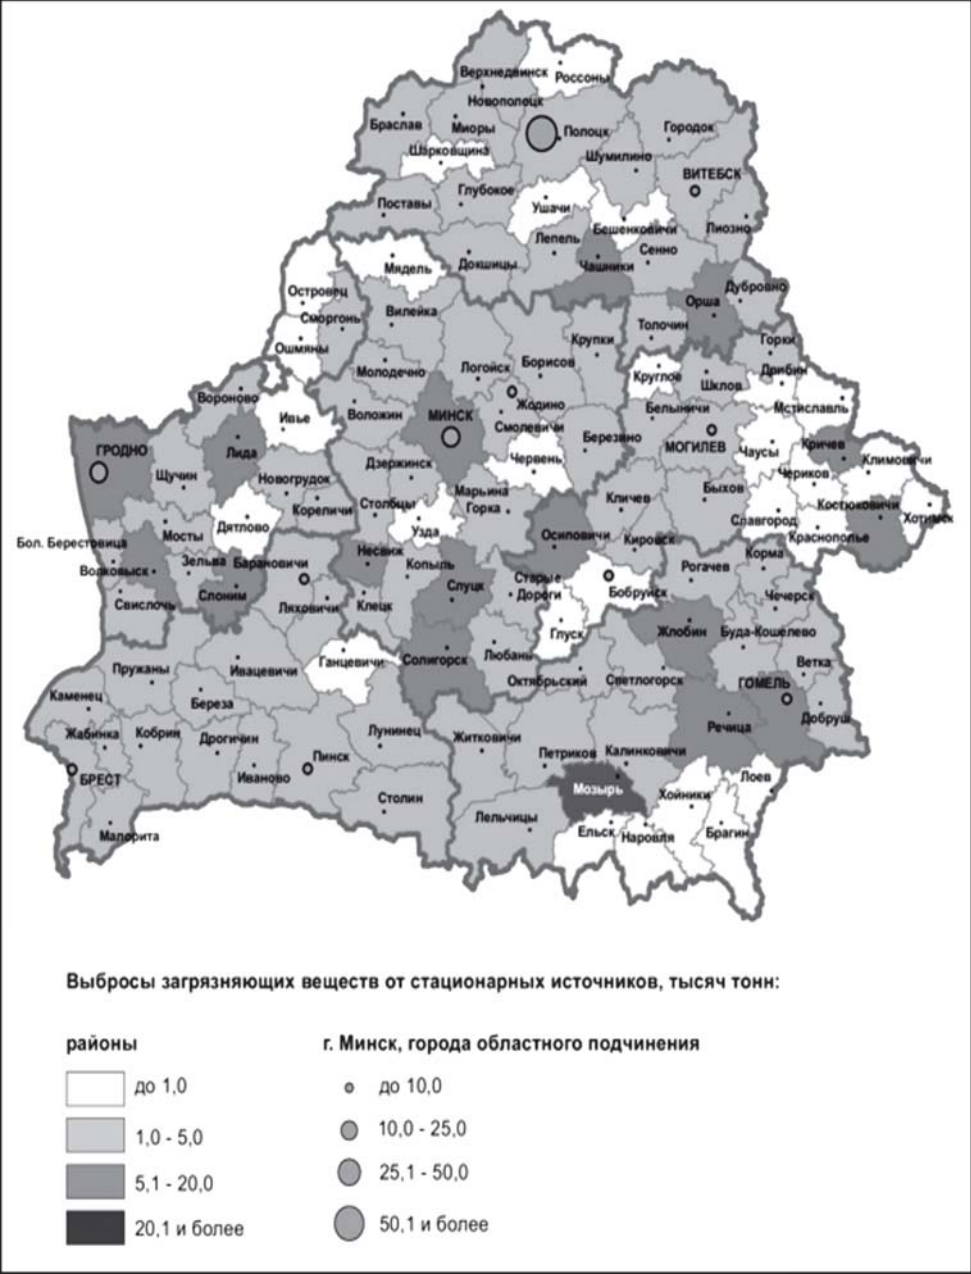 Верхнедвинск
Россоны
Новополоцк
Браслав
Миоры
Полоцк
Городок
Шарковщина
Шумилино
ВИТЕБСК
Глубокое
Поставы
Ушачи
Бешенковичи
Лиозно
Лепель
Сенно
Мядель
Докшицы
Чашники
Островец
Дубровно
Орша
Сморгонь
Вилейка
Толочин
Крупки
Горки
Ошмяны
Молодечно
Логойск
Борисов
Круглое
Дрибин
Шклов
Вороново
Жодино
Ивье
Воложин
МИНСК
Смолевичи
Белыничи
Мстиславль
Березино
МОГИЛЕВ
ГРОДНО
Лида
Чаусы
Кричев
Червень
Климовичи
Дзержинск
Щучин
Новогрудок
Чериков
Марьина
Горка
Кличев
Быхов
Столбцы
Кореличи
Костюковичи
Славгород
Хотимск
Дятлово
Узда
Мосты
Осиповичи
Кировск
Краснополье
Бол. Берестовица
Несвиж
Корма
Зельва
Барановичи
Копыль
Рогачев
Волковыск
Слуцк
Старые
Дороги
Бобруйск
Слоним
Чечерск
Свислочь
Ляховичи
Клецк
Глуск
Жлобин
Буда-Кошелево
Ганцевичи
Солигорск
Любань
Пружаны
Ивацевичи
Ветка
Октябрьский
Светлогорск
ГОМЕЛЬ
Каменец
Береза
Добруш
Речица
Жабинка
Кобрин
Дрогичин
Лунинец
Житковичи
Петриков
Калинковичи
Пинск
БРЕСТ
Иваново
Лоев
Мозырь
Хойники
Столин
Лельчицы
Малорита
Ельск
Наровля
Брагин
Выбросы загрязняющих веществ от стационарных источников, тысяч тонн:
районы
до 1,0
1,0 - 5,0
5,1 - 20,0
20,1 и более
г. Минск, города областного подчинения
до 10,0
10,0 - 25,0
25,1 - 50,0
50,1 и более